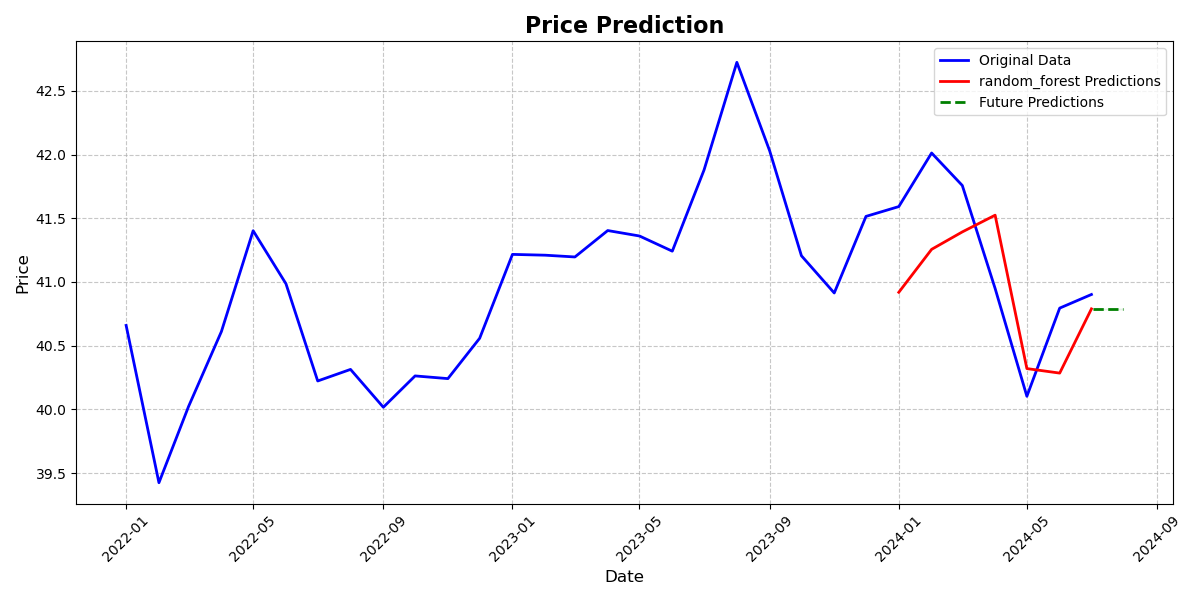 Price Prediction
Original Data
random_forest Predictions
Future Predictions
Price
42.5
42.0
41.5
41.0
40.5
40.0
39.5
2022-01
2022-05
2022-09
2023-01
2023-05
2023-09
2024-01
2024-05
2024-09
Date